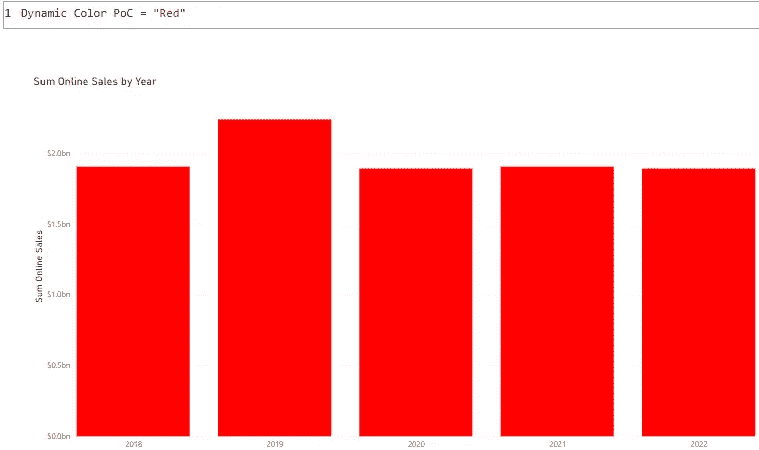 1 Dynamic Color PoC = "Red"
Sum Online Sales by Year
$2.0bn
$1.5bn
$1.0bn
$0.5bn
$0.0bn
Sum Online Sales
2018 2019 2020 2021 2022